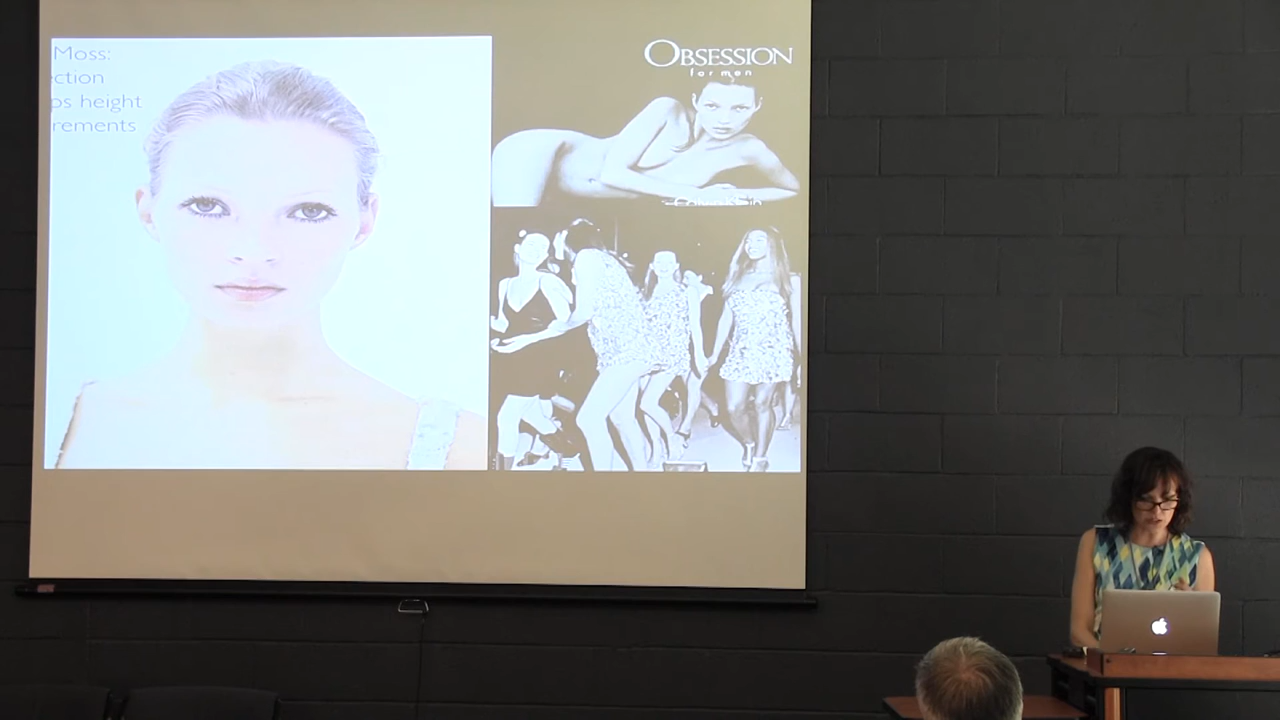 Moss:
ction
ps height
rements
OBSESSION
for men